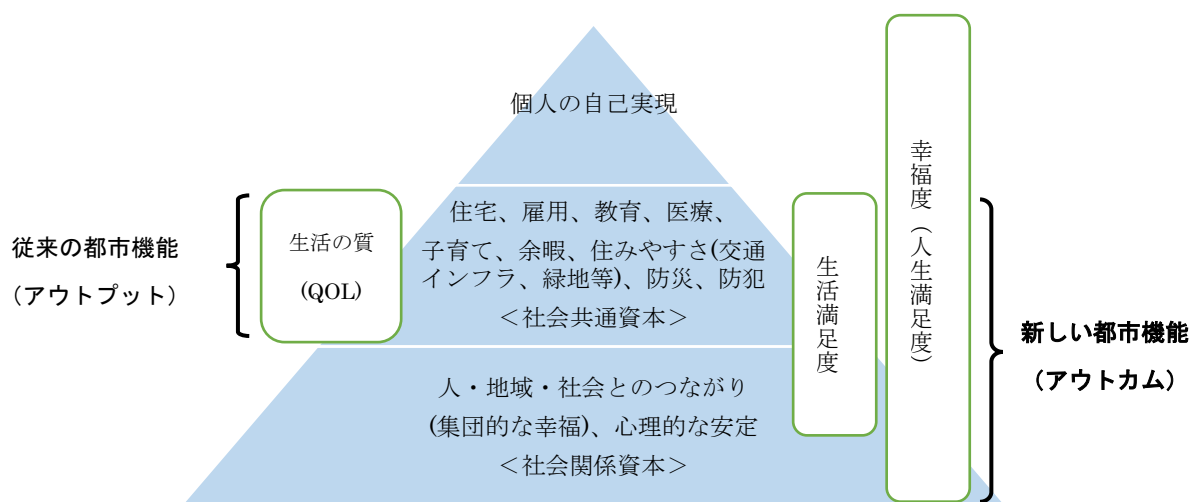 個人の自己実現
従来の都市機能
（アウトプット）
生活の質
(QOL)
住宅、雇用、教育、医療、
子育て、余暇、住みやすさ(交通
インフラ、緑地等)、防災、防犯
＜社会共通資本＞
人・地域・社会とのつながり
(集団的な幸福)、心理的な安定
＜社会関係資本＞
生活満足度
幸福度（人生満足度）
新しい都市機能
（アウトカム）